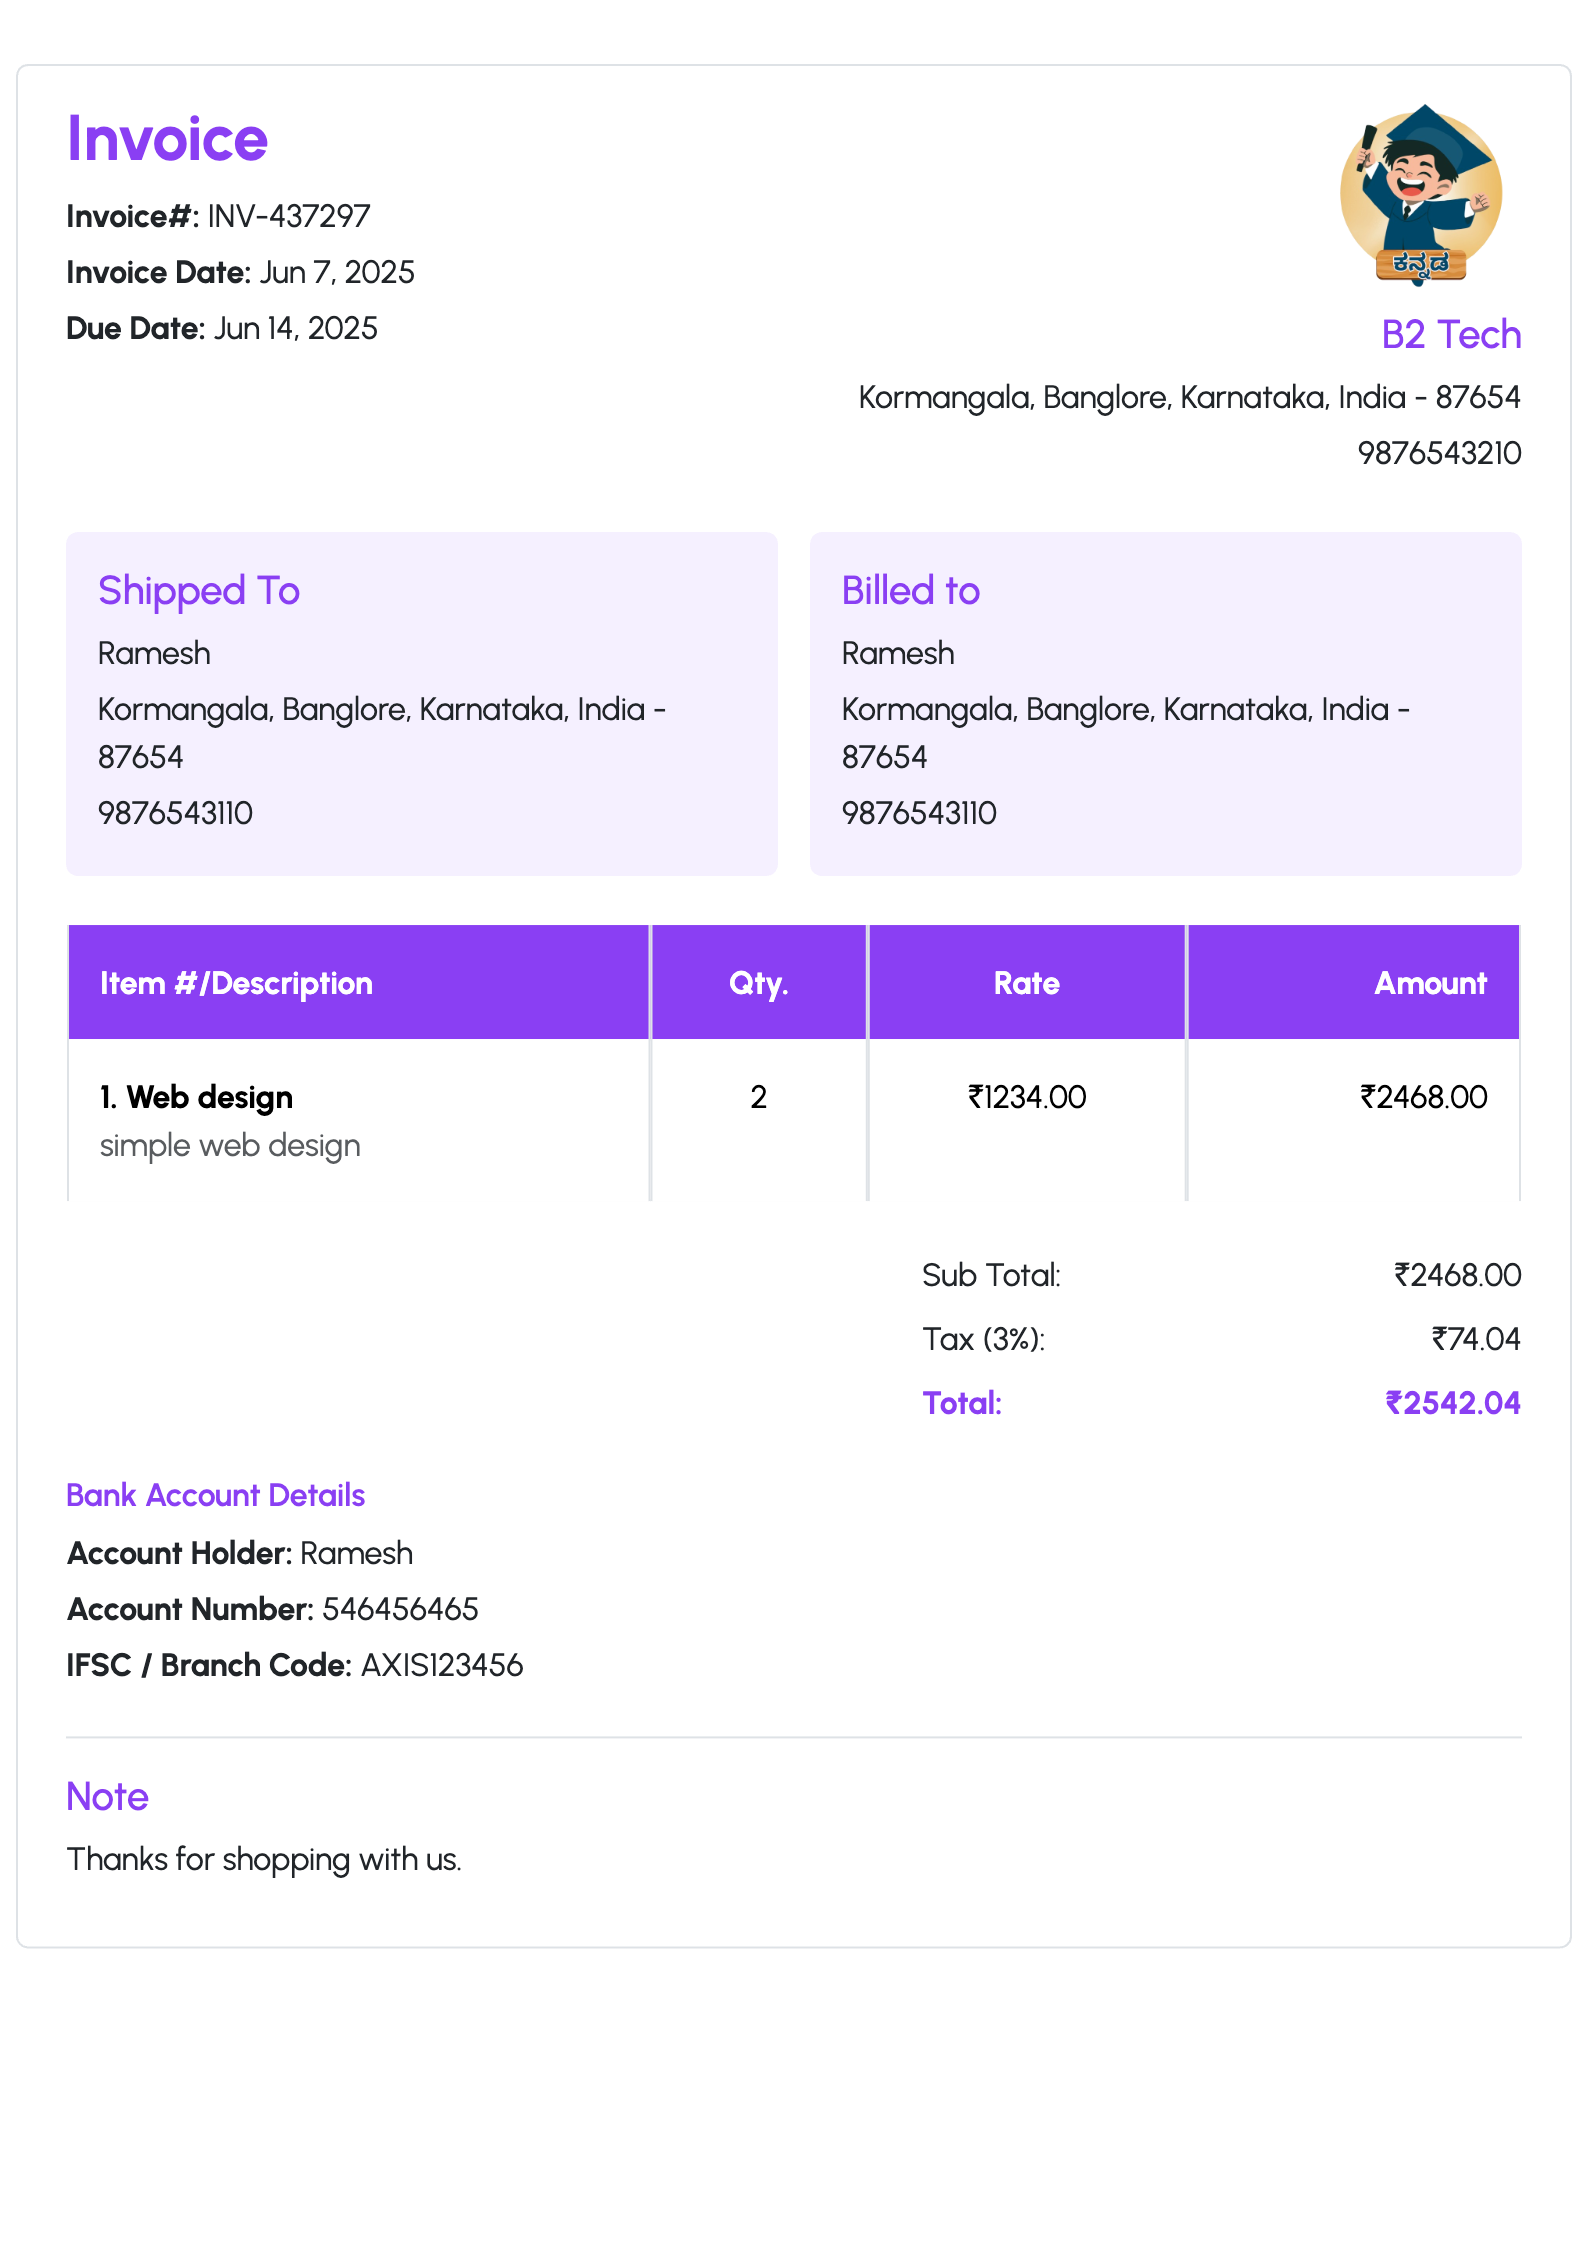 Invoice
Invoice#: INV-437297
Invoice Date: Jun 7, 2025
Due Date: Jun 14, 2025
ಕನ್ನಡ
B2 Tech
Kormangala, Banglore, Karnataka, India - 87654
9876543210
Shipped To
Ramesh
Kormangala, Banglore, Karnataka, India -
87654
9876543110
Billed to
Ramesh
Kormangala, Banglore, Karnataka, India -
87654
9876543110
Item #/Description Qty. Rate Amount
1. Web design 2 ₹1234.00 ₹2468.00
simple web design
Sub Total: ₹2468.00
Tax (3%): ₹74.04
Total: ₹2542.04
Bank Account Details
Account Holder: Ramesh
Account Number: 546456465
IFSC / Branch Code: AXIS123456
Note
Thanks for shopping with us.